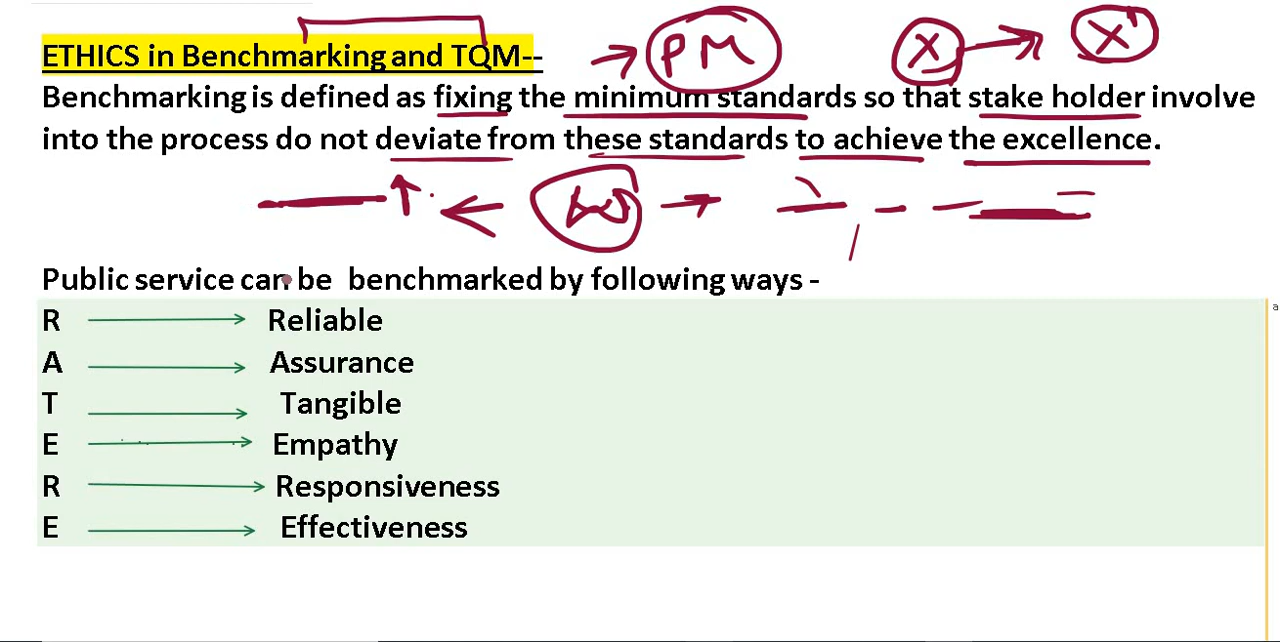 ETHICS in Benchmarking and TQM--
PM
X
X'
Benchmarking is defined as fixing the minimum standards so that stake holder involve
into the process do not deviate from these standards to achieve the excellence.
Public service can be benchmarked by following ways -
R Reliable
A Assurance
T Tangible
E Empathy
R Responsiveness
E Effectiveness
a